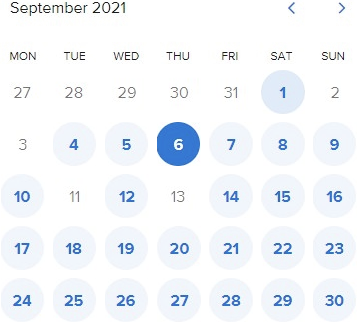 September 2021 < >
MON TUE WED THU FRI SAT SUN
27 28 29 30 31 1 2
3 4 5 6 7 8 9
10 11 12 13 14 15 16
17 18 19 20 21 22 23
24 25 26 27 28 29 30